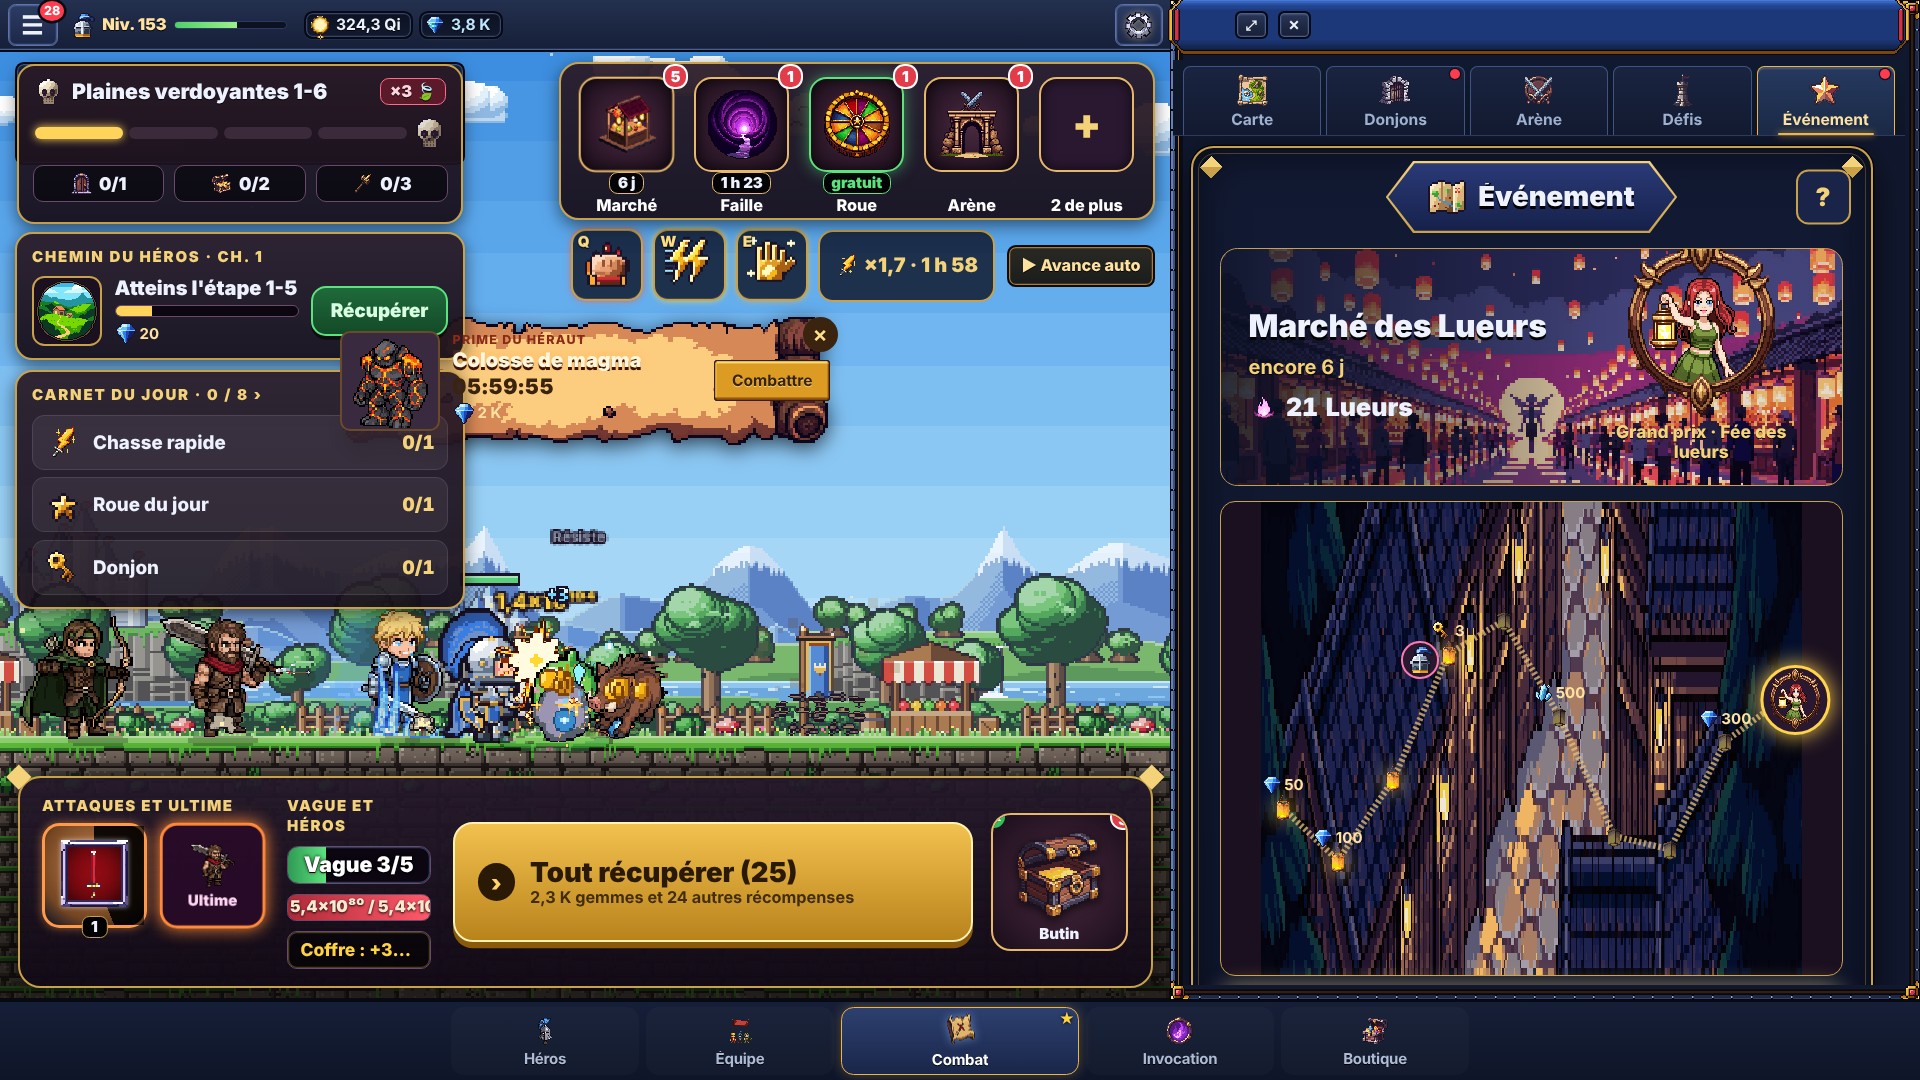 28
Niv. 153
324,3 Qi
3,8 K
Plaines verdoyantes 1-6
×3
0/1
0/2
0/3
CHEMIN DU HÉROS · CH. 1
Atteins l'étape 1-5
20
Récupérer
CARNET DU JOUR · 0 / 8 ›
Chasse rapide
0/1
Roue du jour
0/1
Donjon
0/1
5
1
1
1
6 j
1 h 23
gratuit
Marché
Faille
Roue
Arène
2 de plus
Q
W
E
×1,7 · 1 h 58
Avance auto
PRIME DU HÉRAUT
Colosse de magma
05:59:55
2 K
Combattre
Résiste
ATTAQUES ET ULTIME
1
Ultime
VAGUE ET
HÉROS
Vague 3/5
5,4×10⁸⁰ / 5,4×10
Coffre : +3...
Tout récupérer (25)
2,3 K gemmes et 24 autres récompenses
Butin
Héros
Équipe
Combat
Invocation
Boutique
Carte
Donjons
Arène
Défis
Événement
Événement
?
Marché des Lueurs
encore 6 j
21 Lueurs
Grand prix · Fée des
lueurs
3
500
300
50
100